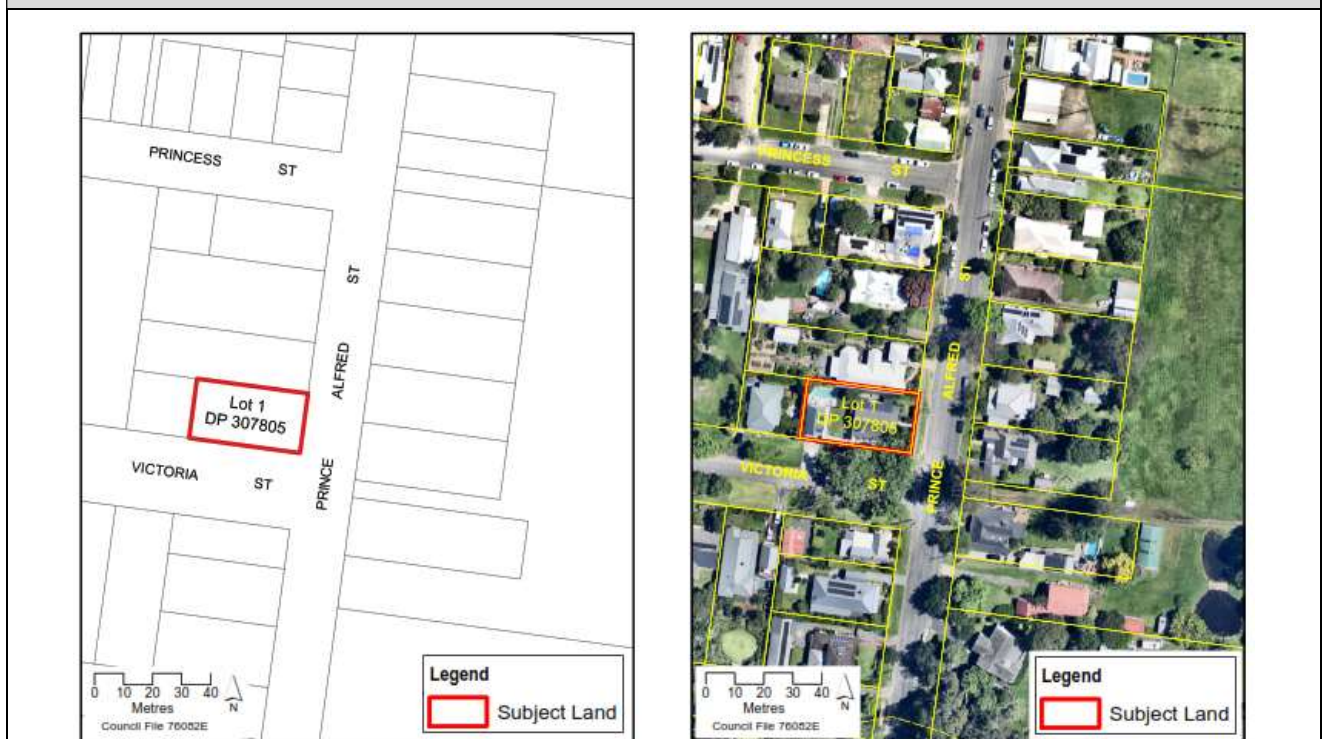 PRINCESS
ST
ST
ALFRED
PRINCE
Lot 1
DP 307805
VICTORIA
ST
0 10 20 30 40
Metres
N
Council File 76082E
Legend
Subject Land
PRINCESS
ST
ST
ALFRED
PRINCE
Lot 1
DP 307805
VICTORIA
ST
0 10 20 30 40
Metres
N
Council File 76082E
Legend
Subject Land